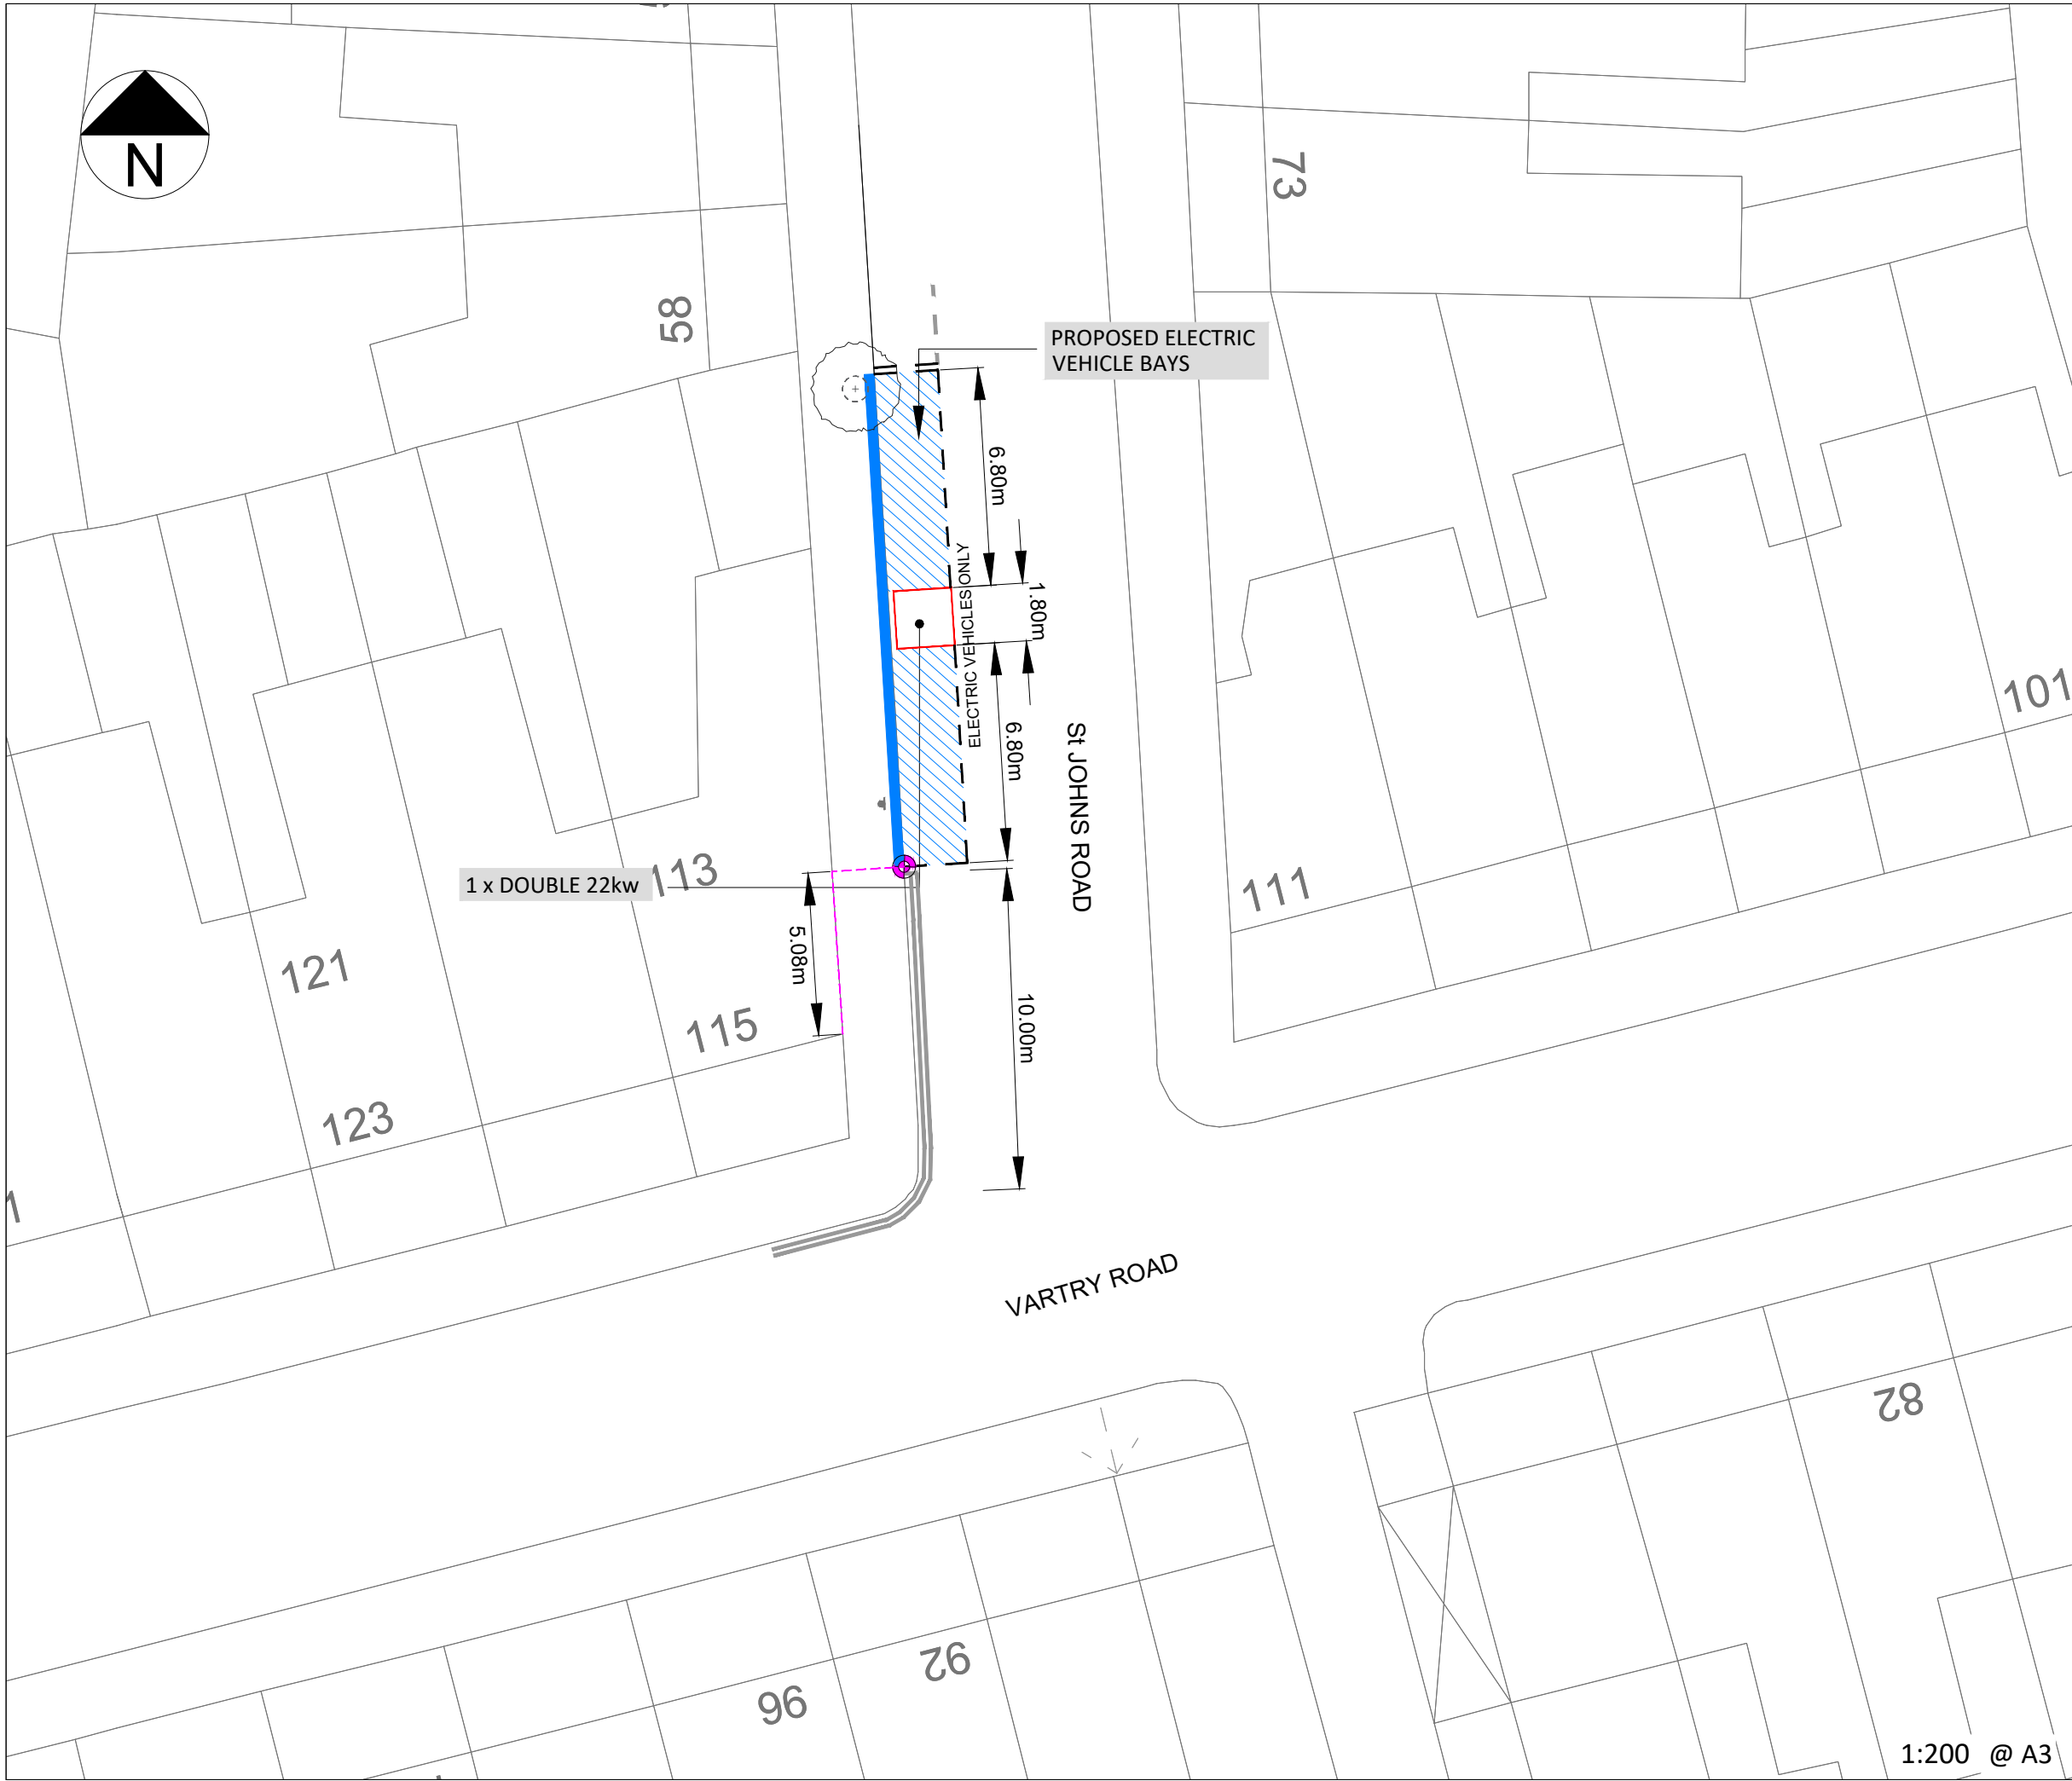 N
73
58
PROPOSED ELECTRIC
VEHICLE BAYS
6.80m
ELECTRIC VEHICLES ONLY
1.80m
6.80m
St JOHNS ROAD
101
113
1 x DOUBLE 22kw
111
5.08m
121
10.00m
115
123
1
VARTRY ROAD
82
92
96
1:200 @ A3